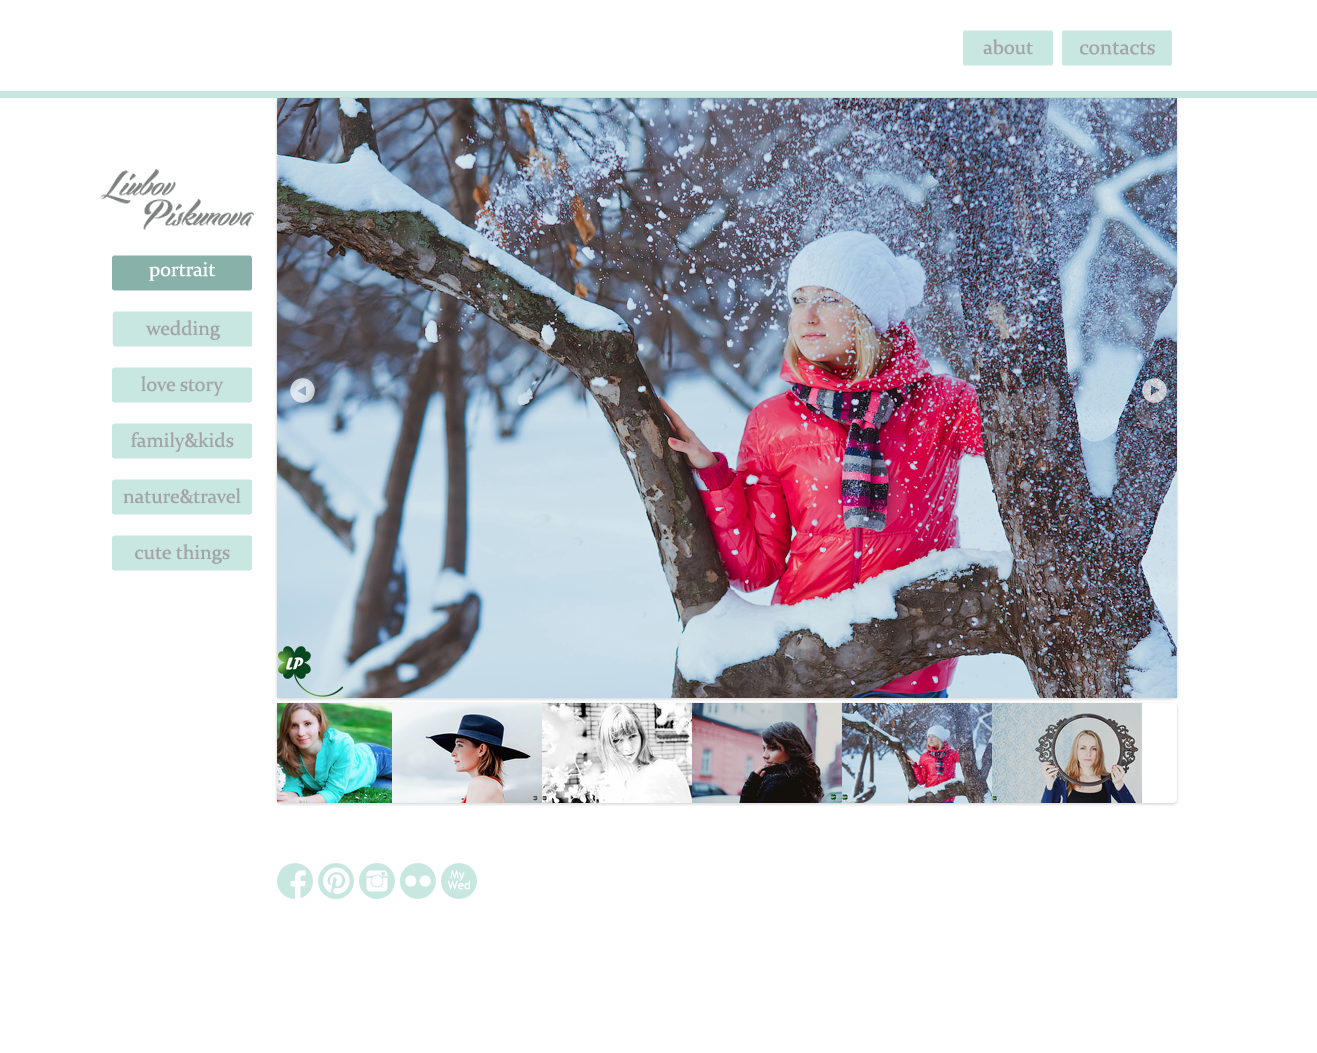 about
contacts
Liubov
Piskunova
portrait
wedding
love story
family&kids
nature&travel
cute things
LP
My
Wed